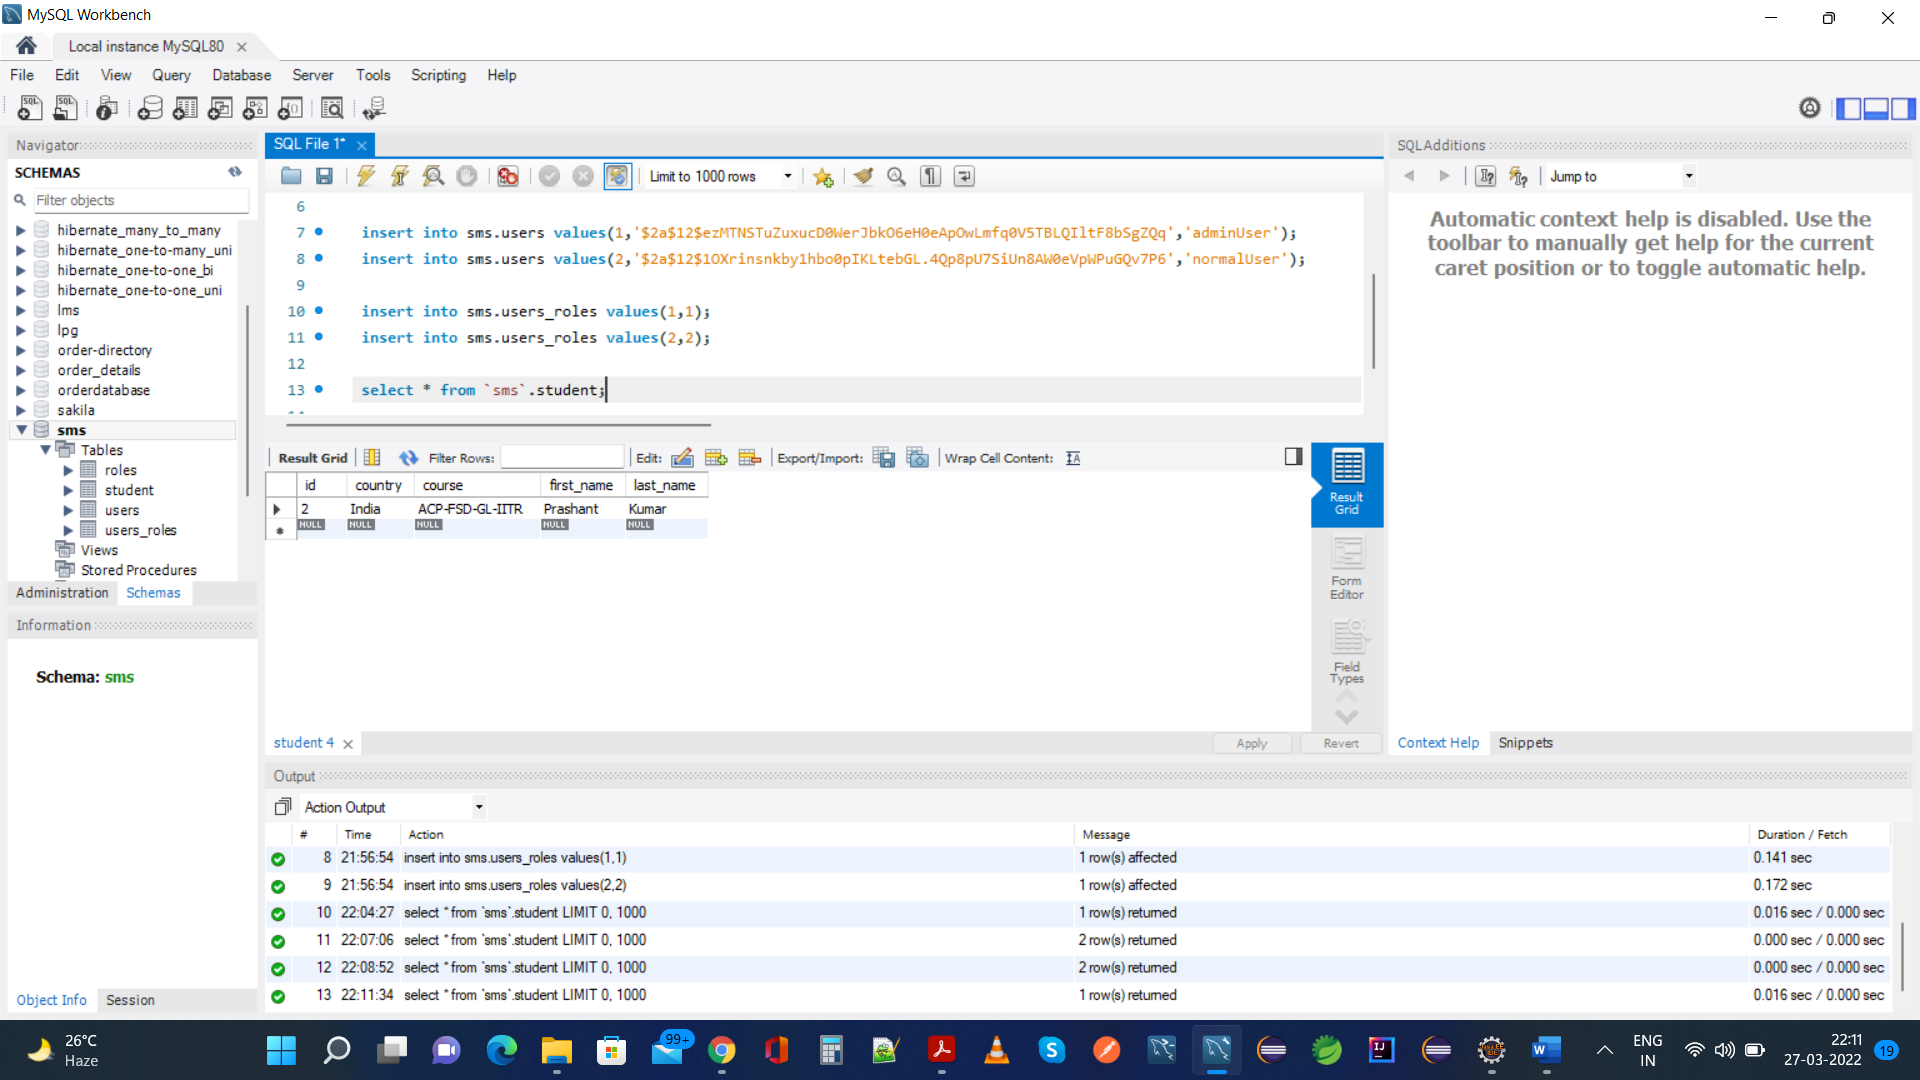 MySQL Workbench
Local instance MySQL80
File Edit View Query Database Server Tools Scripting Help
Navigator
SCHEMAS
Filter objects
hibernate_many_to_many
hibernate_one-to-many_uni
hibernate_one-to-one_bi
hibernate_one-to-one_uni
lms
lpg
order-directory
order_details
orderdatabase
sakila
sms
Tables
roles
student
users
users_roles
Views
Stored Procedures
Administration Schemas
Information
Schema: sms
Object Info Session
SQL File 1*
Limit to 1000 rows
6
7 insert into sms.users values(1,'$2a$12$ezMTNSTuZuxucD0WerJbkO6eH0eApOwLmfq0V5TBLQIltF8bSgZQq','adminUser');
8 insert into sms.users values(2,'$2a$12$1OXrinsnkby1hbo0pIKLtebGL.4Qp8pU7SiUn8AW0eVpWPuGQv7P6','normalUser');
9
10 insert into sms.users_roles values(1,1);
11 insert into sms.users_roles values(2,2);
12
13 select * from `sms`.student;
Result Grid Filter Rows: Edit: Export/Import: Wrap Cell Content:
id country course first_name last_name
2 India ACP-FSD-GL-IITR Prashant Kumar
NULL NULL NULL NULL NULL
Result Grid
Form Editor
Field Types
student 4
Apply Revert
SQLAdditions
Jump to
Automatic context help is disabled. Use the
toolbar to manually get help for the current
caret position or to toggle automatic help.
Context Help Snippets
Output
Action Output
# Time Action Message Duration / Fetch
8 21:56:54 insert into sms.users_roles values(1,1) 1 row(s) affected 0.141 sec
9 21:56:54 insert into sms.users_roles values(2,2) 1 row(s) affected 0.172 sec
10 22:04:27 select * from `sms`.student LIMIT 0, 1000 1 row(s) returned 0.016 sec / 0.000 sec
11 22:07:06 select * from `sms`.student LIMIT 0, 1000 2 row(s) returned 0.000 sec / 0.000 sec
12 22:08:52 select * from `sms`.student LIMIT 0, 1000 2 row(s) returned 0.000 sec / 0.000 sec
13 22:11:34 select * from `sms`.student LIMIT 0, 1000 1 row(s) returned 0.016 sec / 0.000 sec
26°C
Haze
99+
ENG
IN
22:11
27-03-2022
19